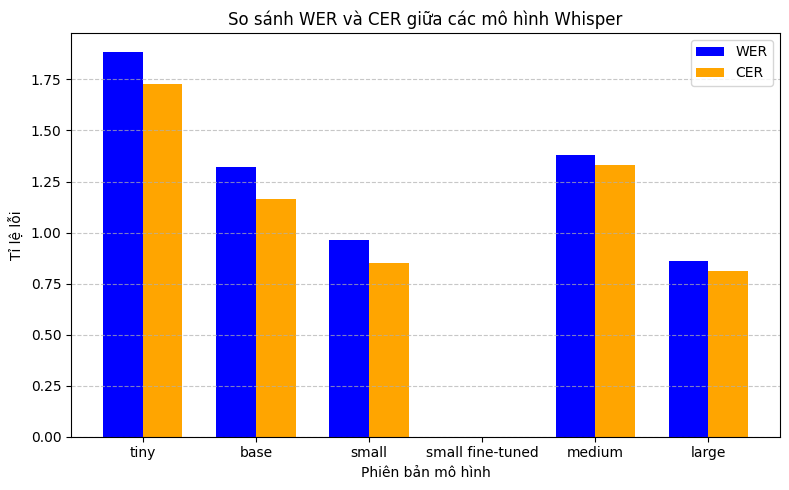 So sánh WER và CER giữa các mô hình Whisper
WER
CER
Tỉ lệ lỗi
1.75
1.50
1.25
1.00
0.75
0.50
0.25
0.00
tiny base small small fine-tuned medium large
Phiên bản mô hình